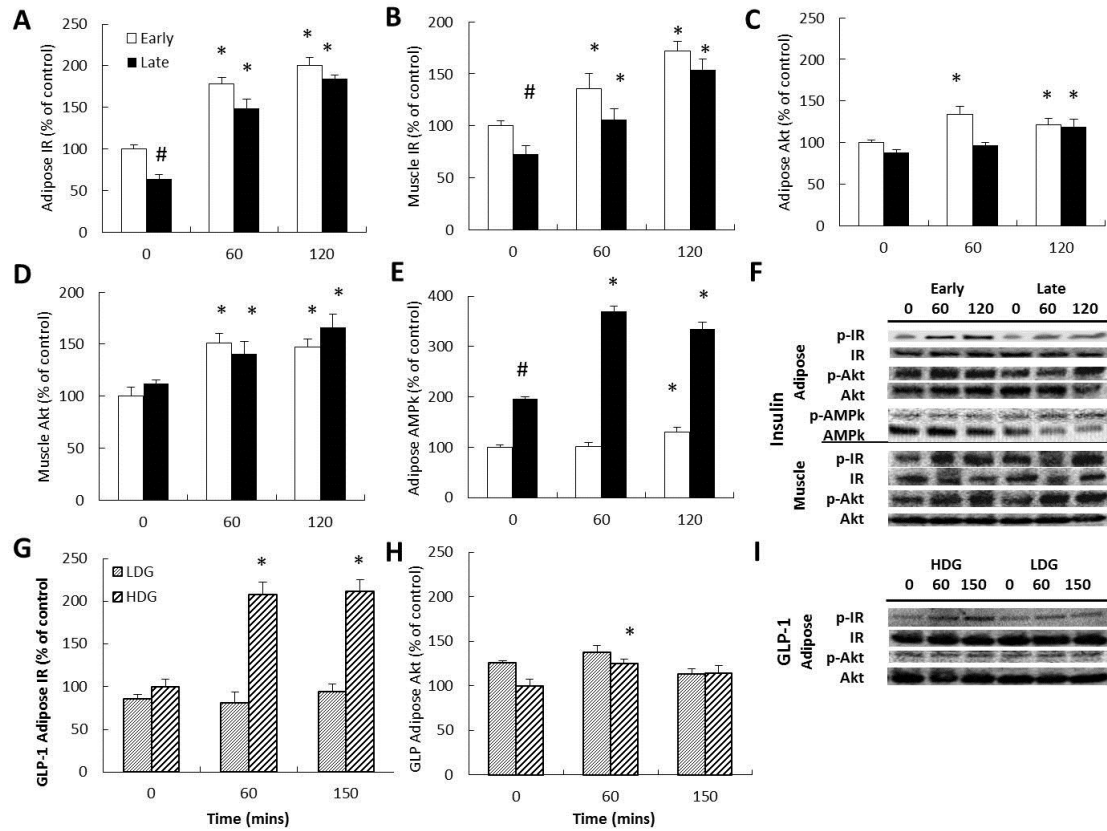 A
Adipose IR (% of control)
250
200
150
100
50
0
Early
Late
#
* *
* *
0 60 120
B
Muscle IR (% of control)
200
150
100
50
0
#
* *
* *
0 60 120
C
Adipose Akt (% of control)
250
200
150
100
50
0
*
* *
0 60 120
D
Muscle Akt (% of control)
200
150
100
50
0
* *
* *
0 60 120
E
Adipose AMPk (% of control)
400
300
200
100
0
#
*
* *
0 60 120
F
Early Late
0 60 120 0 60 120
Insulin
Adipose
p-IR
IR
p-Akt
Akt
p-AMPk
AMPk
Muscle
p-IR
IR
p-Akt
Akt
G
GLP-1 Adipose IR (% of control
250
200
150
100
50
0
LDG
HDG
*
*
0 60 150
Time (mins)
H
GLP Adipose Akt (% of control)
250
200
150
100
50
0
*
0 60 150
Time (mins)
I
HDG LDG
0 60 150 0 60 150
GLP-1
Adipose
p-IR
IR
p-Akt
Akt